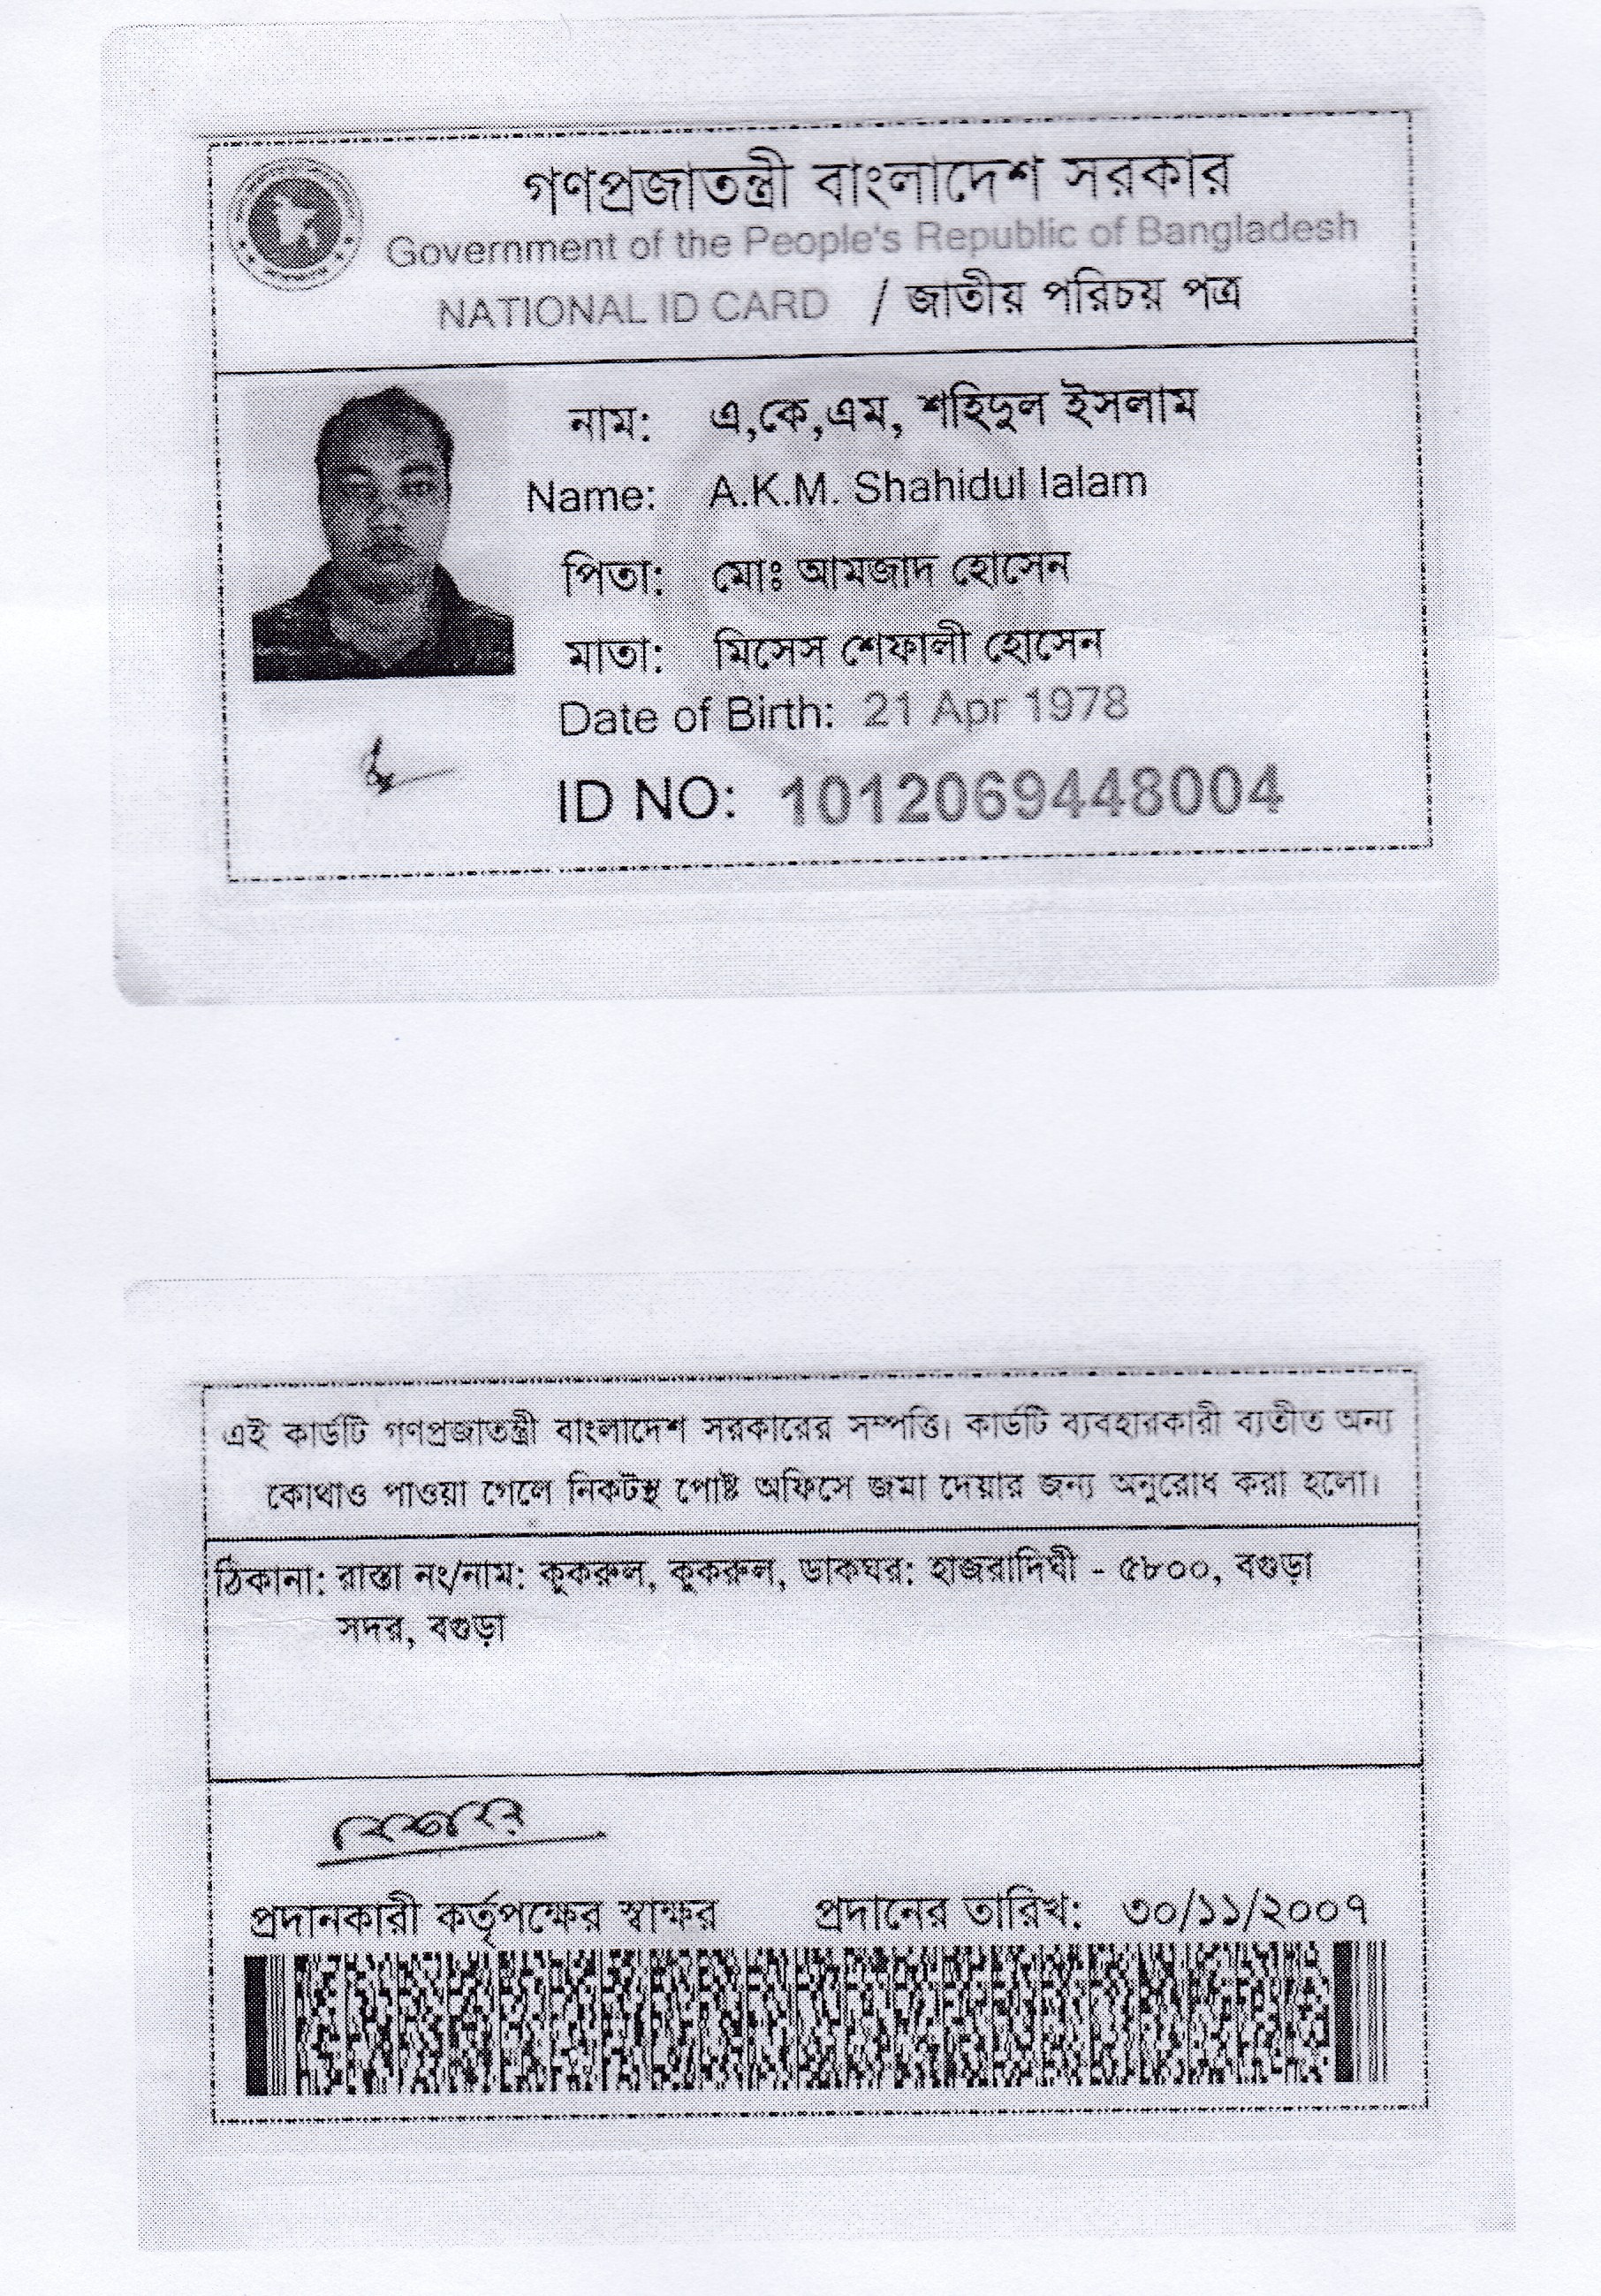 গণপ্রজাতন্ত্রী বাংলাদেশ সরকার
Government of the People's Republic of Bangladesh
NATIONAL ID CARD / জাতীয় পরিচয় পত্র
নাম: এ,কে,এম, শহিদুল ইসলাম
Name: A.K.M. Shahidul Ialam
পিতা: মোঃ আমজাদ হোসেন
মাতা: মিসেস শেফালী হোসেন
Date of Birth: 21 Apr 1978
ID NO: 1012069448004
এই কার্ডটি গণপ্রজাতন্ত্রী বাংলাদেশ সরকারের সম্পত্তি। কার্ডটি ব্যবহারকারী ব্যতীত অন্য
কোথাও পাওয়া গেলে নিকটস্থ পোষ্ট অফিসে জমা দেয়ার জন্য অনুরোধ করা হলো।
ঠিকানা: রাস্তা নং/নাম: কুকরুল, কুকরুল, ডাকঘর: হাজরাদিঘী - ৫৮০০, বগুড়া
সদর, বগুড়া
প্রদানকারী কর্তৃপক্ষের স্বাক্ষর প্রদানের তারিখ: ৩০/১১/২০০৭